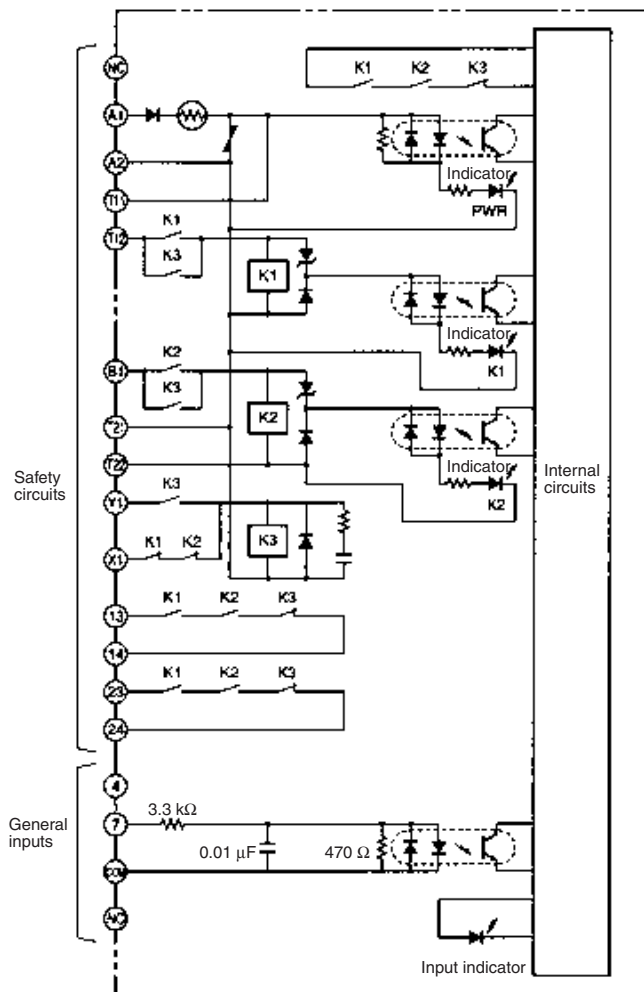 NC
K1 K2 K3
A1
A2
T11
Indicator
PWR
T12
K1
K3
K1
Indicator
K1
B1
K2
K3
K2
T21
T22
Indicator
K2
Safety
circuits
Internal
circuits
Y1
K3
K3
X1
K1 K2
13
K1 K2 K3
14
23
K1 K2 K3
24
General
inputs
4
7
3.3 kΩ
0.01 µF
470 Ω
COM
NC
Input indicator